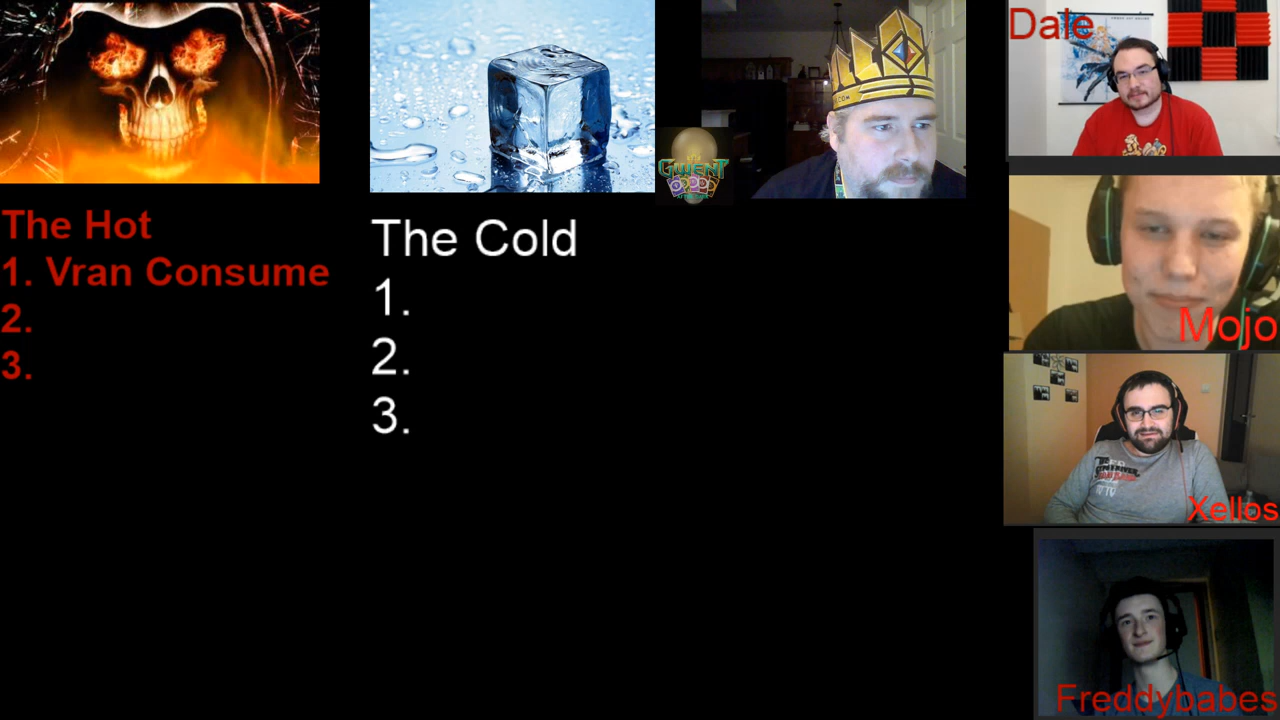 The Hot
1. Vran Consume
2.
3.
The Cold
1.
2.
3.
GWENT
Dale
Mojo
Xellos
Freddybabes